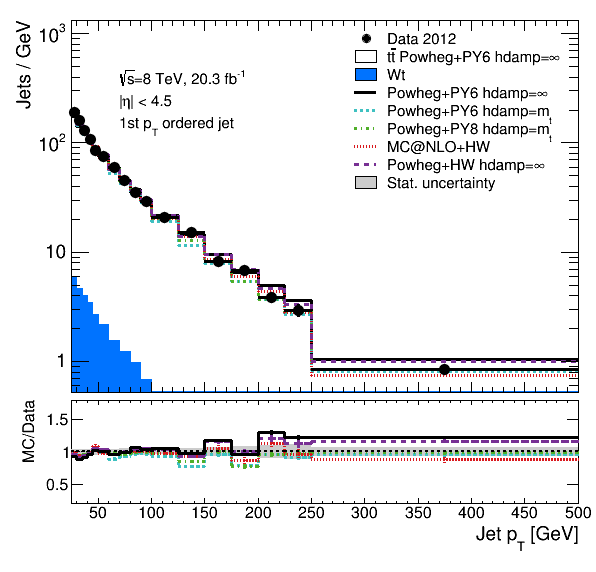 Jets / GeV
10³
10²
10
1
√s=8 TeV, 20.3 fb⁻¹
|η| < 4.5
1st p_T ordered jet
Data 2012
tt̄ Powheg+PY6 hdamp=∞
Wt
Powheg+PY6 hdamp=∞
Powheg+PY6 hdamp=m_t
Powheg+PY8 hdamp=m_t
MC@NLO+HW
Powheg+HW hdamp=∞
Stat. uncertainty
MC/Data
1.5
1
0.5
50 100 150 200 250 300 350 400 450 500
Jet p_T [GeV]